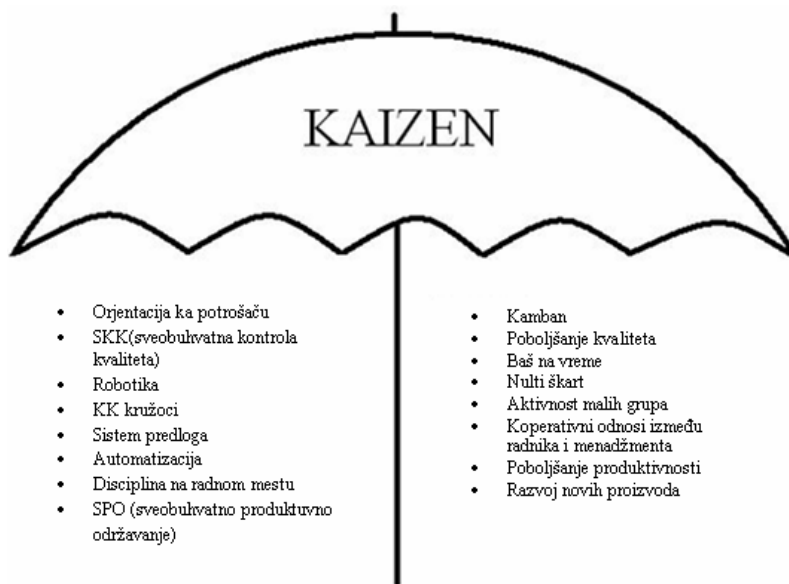 KAIZEN
• Orjentacija ka potrošaču
• SKK(sveobuhvatna kontrola
kvaliteta)
• Robotika
• KK kružoci
• Sistem predloga
• Automatizacija
• Disciplina na radnom mestu
• SPO (sveobuhvatno produktuvno
održavanje)
• Kamban
• Poboljšanje kvaliteta
• Baš na vreme
• Nulti škart
• Aktivnost malih grupa
• Koperativni odnosi između
radnika i menadžmenta
• Poboljšanje produktivnosti
• Razvoj novih proizvoda